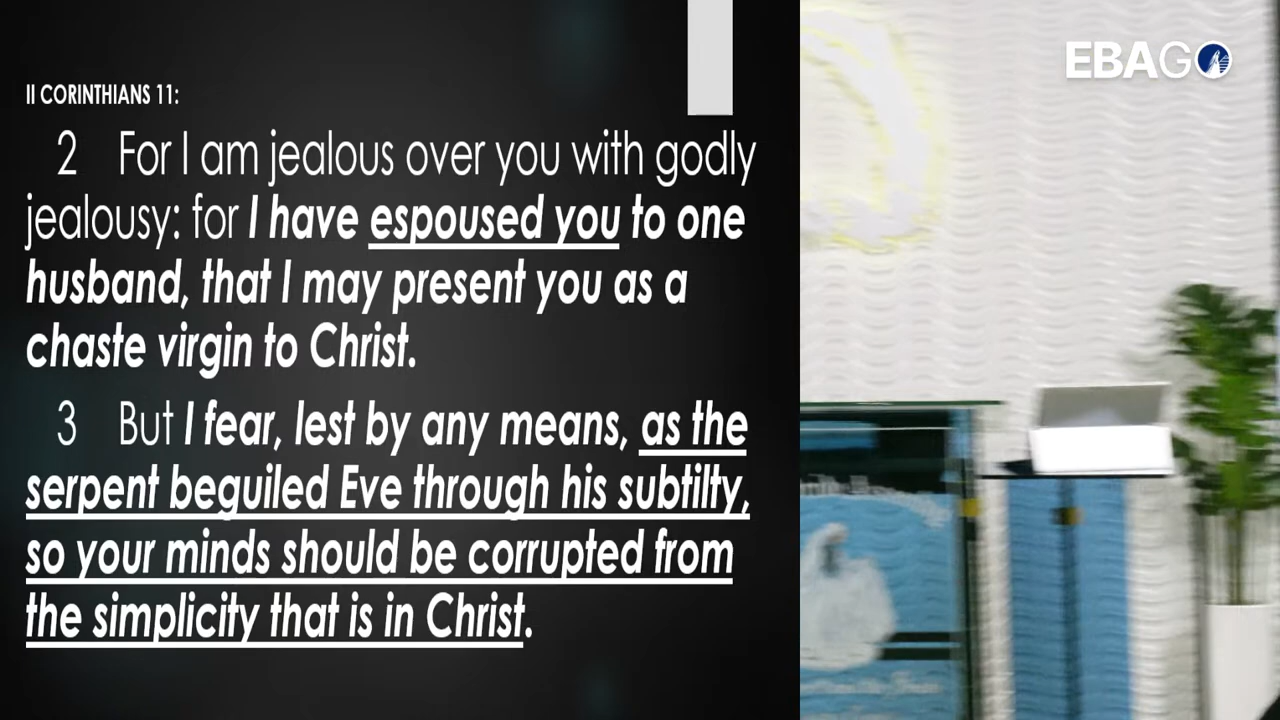 II CORINTHIANS 11:
2 For I am jealous over you with godly
jealousy: for I have espoused you to one
husband, that I may present you as a
chaste virgin to Christ.
3 But I fear, lest by any means, as the
serpent beguiled Eve through his subtilty,
so your minds should be corrupted from
the simplicity that is in Christ.
EBAGO